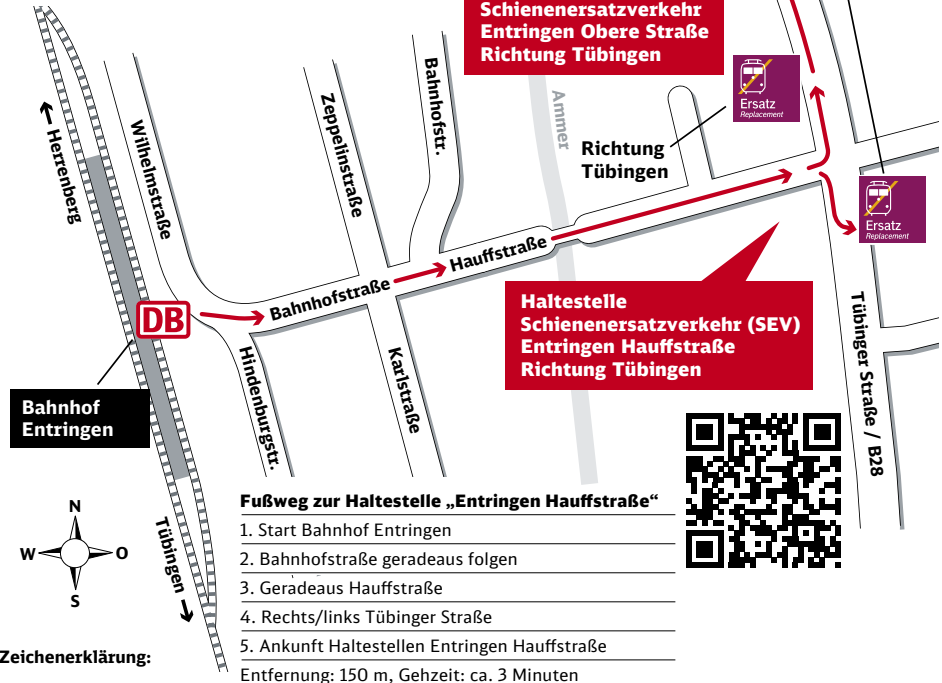 Schienenersatzverkehr
Entringen Obere Straße
Richtung Tübingen
Ersatz
Replacement
Richtung
Tübingen
Ammer
Bahnhofstr.
Zeppelinstraße
Wilhelmstraße
Herrenberg
Ersatz
Replacement
Hauffstraße
Bahnhofstraße
DB
Haltestelle
Schienenersatzverkehr (SEV)
Entringen Hauffstraße
Richtung Tübingen
Tübinger Straße / B28
Karlstraße
Hindenburgstr.
Bahnhof
Entringen
N
W
O
S
Tübingen
Fußweg zur Haltestelle „Entringen Hauffstraße“
1. Start Bahnhof Entringen
2. Bahnhofstraße geradeaus folgen
3. Geradeaus Hauffstraße
4. Rechts/links Tübinger Straße
5. Ankunft Haltestellen Entringen Hauffstraße
Entfernung: 150 m, Gehzeit: ca. 3 Minuten
Zeichenerklärung: